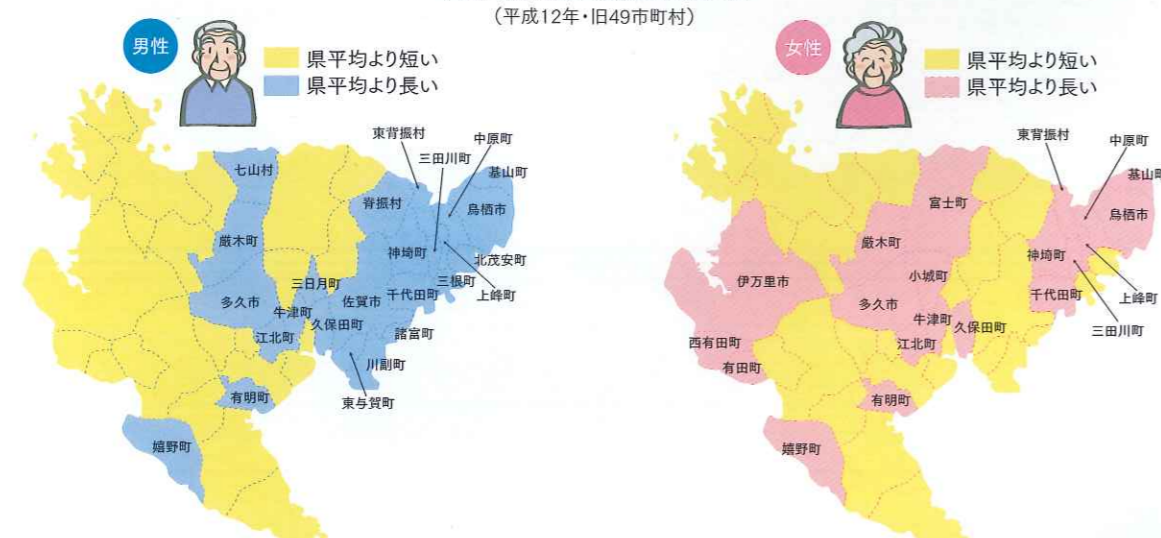 (平成12年・旧49市町村)
男性
県平均より短い
県平均より長い
東背振村
中原町
三田川町
基山町
七山村
脊振村
鳥栖市
厳木町
神埼町
北茂安町
三日月町
三根町
多久市
佐賀市
千代田町
上峰町
牛津町
久保田町
江北町
諸富町
川副町
有明町
東与賀町
嬉野町
女性
県平均より短い
県平均より長い
東背振村
中原町
基山町
富士町
鳥栖市
厳木町
神埼町
伊万里市
小城町
多久市
千代田町
上峰町
牛津町
久保田町
三田川町
西有田町
江北町
有田町
有明町
嬉野町